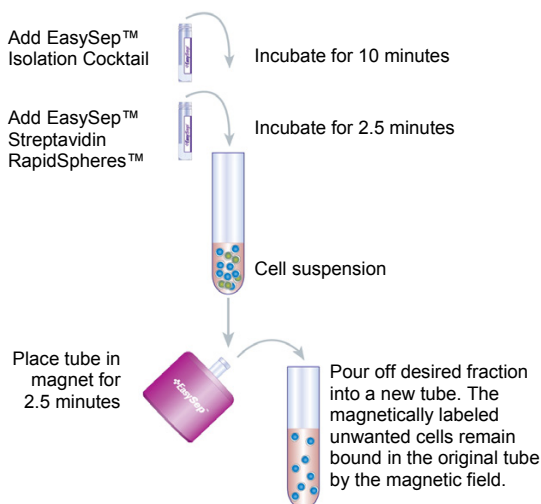 Add EasySep™
Isolation Cocktail
Incubate for 10 minutes
Add EasySep™
Streptavidin
RapidSpheres™
Incubate for 2.5 minutes
Cell suspension
Place tube in
magnet for
2.5 minutes
EasySep™
Pour off desired fraction
into a new tube. The
magnetically labeled
unwanted cells remain
bound in the original tube
by the magnetic field.